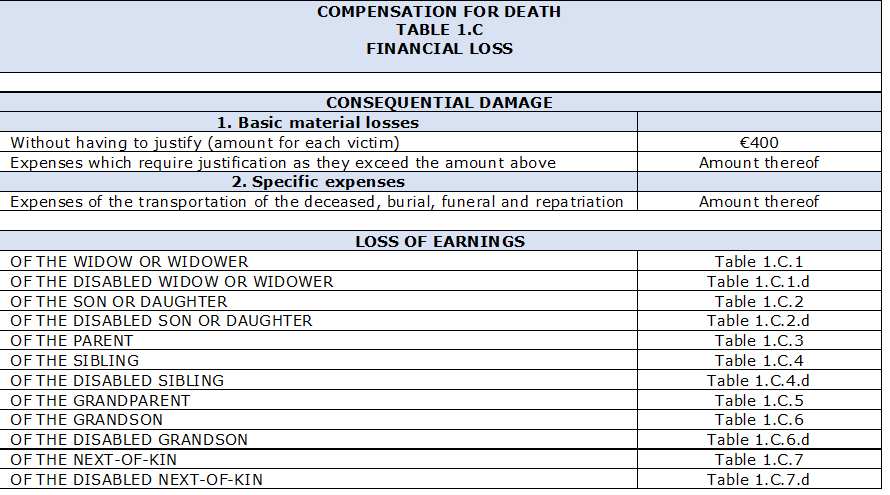 COMPENSATION FOR DEATH
TABLE 1.C
FINANCIAL LOSS
CONSEQUENTIAL DAMAGE
1. Basic material losses
Without having to justify (amount for each victim) €400
Expenses which require justification as they exceed the amount above Amount thereof
2. Specific expenses
Expenses of the transportation of the deceased, burial, funeral and repatriation Amount thereof
LOSS OF EARNINGS
OF THE WIDOW OR WIDOWER Table 1.C.1
OF THE DISABLED WIDOW OR WIDOWER Table 1.C.1.d
OF THE SON OR DAUGHTER Table 1.C.2
OF THE DISABLED SON OR DAUGHTER Table 1.C.2.d
OF THE PARENT Table 1.C.3
OF THE SIBLING Table 1.C.4
OF THE DISABLED SIBLING Table 1.C.4.d
OF THE GRANDPARENT Table 1.C.5
OF THE GRANDSON Table 1.C.6
OF THE DISABLED GRANDSON Table 1.C.6.d
OF THE NEXT-OF-KIN Table 1.C.7
OF THE DISABLED NEXT-OF-KIN Table 1.C.7.d